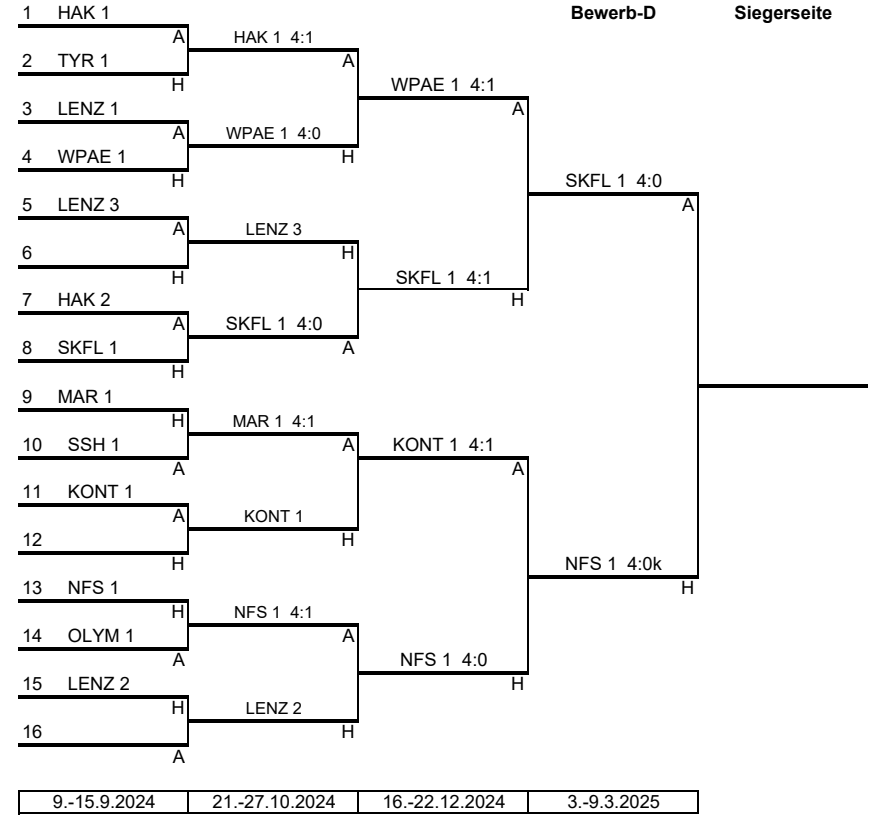 Bewerb-D Siegerseite
1 HAK 1
A
HAK 1 4:1
2 TYR 1
A
H
WPAE 1 4:1
3 LENZ 1
A
A
WPAE 1 4:0
4 WPAE 1
H
H
SKFL 1 4:0
5 LENZ 3
A
A
LENZ 3
6
H
H
SKFL 1 4:1
7 HAK 2
H
A
SKFL 1 4:0
8 SKFL 1
A
H
9 MAR 1
H
MAR 1 4:1
10 SSH 1
A
KONT 1 4:1
A
A
11 KONT 1
A
KONT 1
12
H
H
NFS 1 4:0k
13 NFS 1
H
H
NFS 1 4:1
14 OLYM 1
A
A
NFS 1 4:0
15 LENZ 2
H
H
LENZ 2
16
H
A
9.-15.9.2024 21.-27.10.2024 16.-22.12.2024 3.-9.3.2025